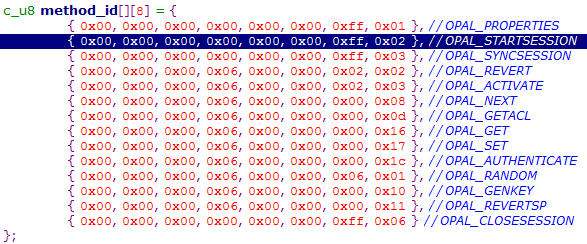 c_u8 method_id[][8] = {
{ 0x00, 0x00, 0x00, 0x00, 0x00, 0x00, 0xff, 0x01 }, //OPAL_PROPERTIES
{ 0x00, 0x00, 0x00, 0x00, 0x00, 0x00, 0xff, 0x02 }, //OPAL_STARTSESSION
{ 0x00, 0x00, 0x00, 0x00, 0x00, 0x00, 0xff, 0x03 }, //OPAL_SYNCSESSION
{ 0x00, 0x00, 0x00, 0x06, 0x00, 0x00, 0x02, 0x02 }, //OPAL_REVERT
{ 0x00, 0x00, 0x00, 0x06, 0x00, 0x00, 0x02, 0x03 }, //OPAL_ACTIVATE
{ 0x00, 0x00, 0x00, 0x06, 0x00, 0x00, 0x00, 0x08 }, //OPAL_NEXT
{ 0x00, 0x00, 0x00, 0x06, 0x00, 0x00, 0x00, 0x0d }, //OPAL_GETACL
{ 0x00, 0x00, 0x00, 0x06, 0x00, 0x00, 0x00, 0x16 }, //OPAL_GET
{ 0x00, 0x00, 0x00, 0x06, 0x00, 0x00, 0x00, 0x17 }, //OPAL_SET
{ 0x00, 0x00, 0x00, 0x06, 0x00, 0x00, 0x00, 0x1c }, //OPAL_AUTHENTICATE
{ 0x00, 0x00, 0x00, 0x06, 0x00, 0x00, 0x06, 0x01 }, //OPAL_RANDOM
{ 0x00, 0x00, 0x00, 0x06, 0x00, 0x00, 0x00, 0x10 }, //OPAL_GENKEY
{ 0x00, 0x00, 0x00, 0x06, 0x00, 0x00, 0x00, 0x11 }, //OPAL_REVERTSP
{ 0x00, 0x00, 0x00, 0x00, 0x00, 0x00, 0xff, 0x06 } //OPAL_CLOSESESSION
};